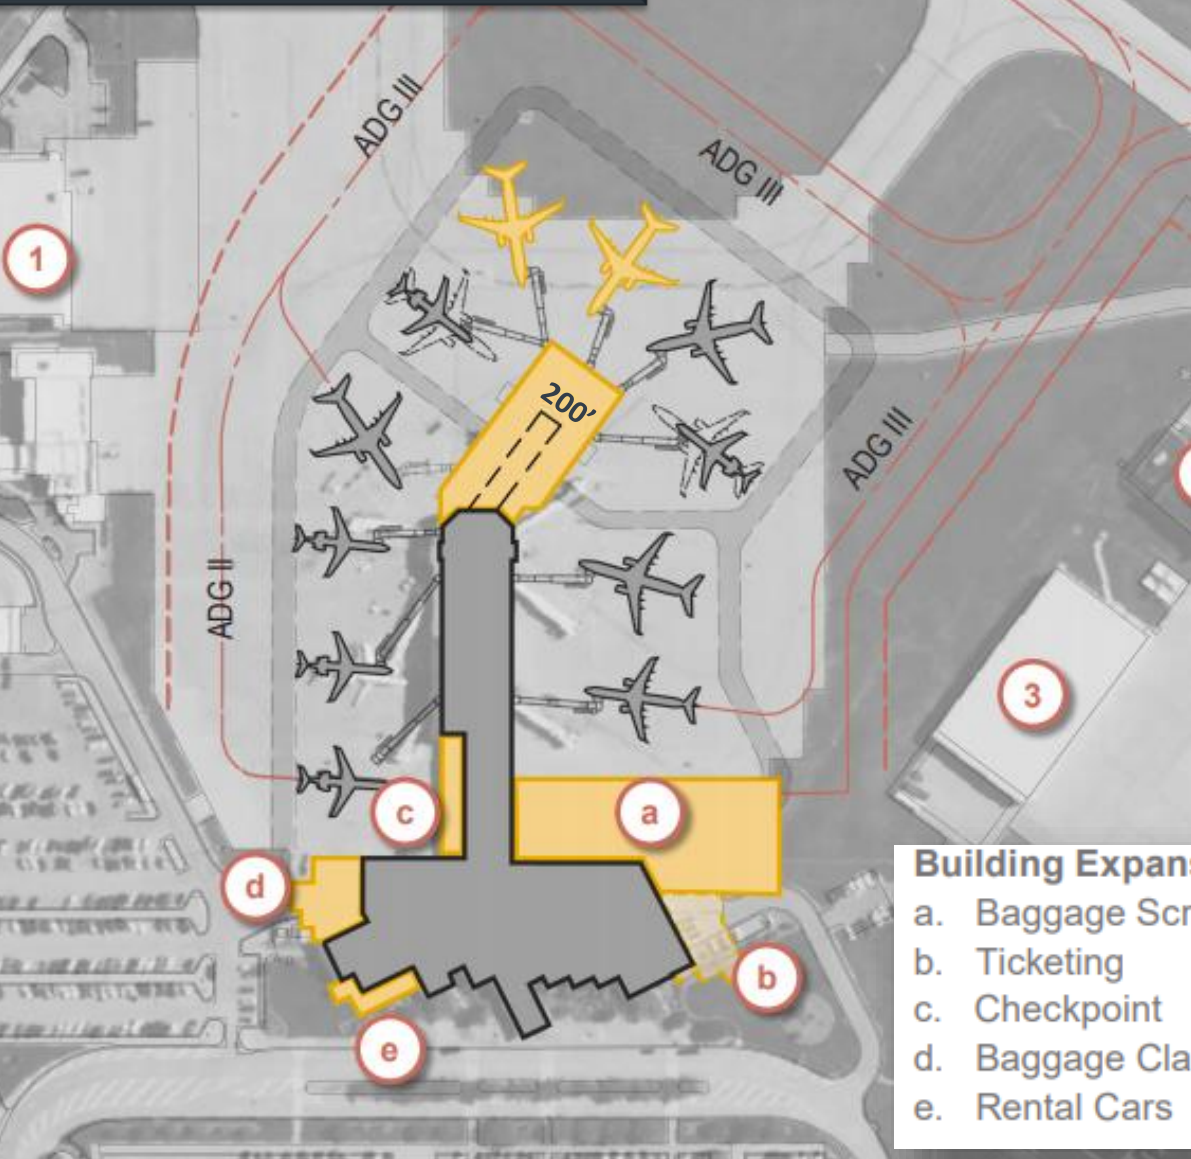 ADG III
ADG III
1
200’
ADG III
ADG II
3
c
a
d
b
e
Building Expans
a. Baggage Scr
b. Ticketing
c. Checkpoint
d. Baggage Cla
e. Rental Cars